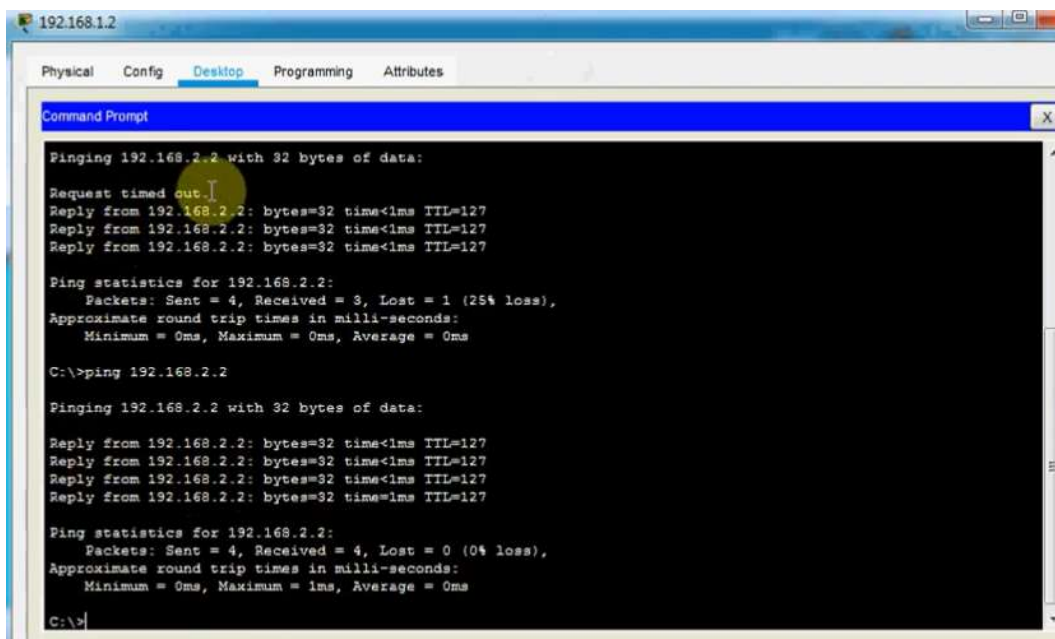 192.168.1.2
Physical Config Desktop Programming Attributes
Command Prompt
X
Pinging 192.168.2.2 with 32 bytes of data:
Request timed out.
Reply from 192.168.2.2: bytes=32 time<1ms TTL=127
Reply from 192.168.2.2: bytes=32 time<1ms TTL=127
Reply from 192.168.2.2: bytes=32 time<1ms TTL=127
Ping statistics for 192.168.2.2:
Packets: Sent = 4, Received = 3, Lost = 1 (25% loss),
Approximate round trip times in milli-seconds:
Minimum = 0ms, Maximum = 0ms, Average = 0ms
C:\>ping 192.168.2.2
Pinging 192.168.2.2 with 32 bytes of data:
Reply from 192.168.2.2: bytes=32 time<1ms TTL=127
Reply from 192.168.2.2: bytes=32 time<1ms TTL=127
Reply from 192.168.2.2: bytes=32 time<1ms TTL=127
Reply from 192.168.2.2: bytes=32 time=1ms TTL=127
Ping statistics for 192.168.2.2:
Packets: Sent = 4, Received = 4, Lost = 0 (0% loss),
Approximate round trip times in milli-seconds:
Minimum = 0ms, Maximum = 1ms, Average = 0ms
C:\>